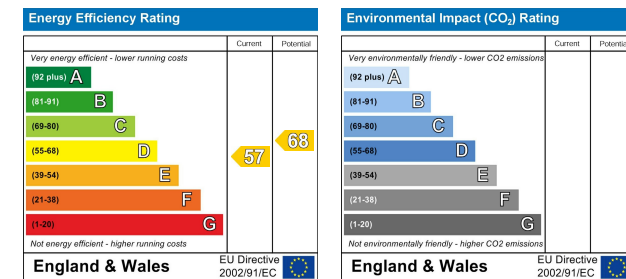 Energy Efficiency Rating
Current Potential
Very energy efficient - lower running costs
(92 plus) A
(81-91) B
(69-80) C
(55-68) D
(39-54) E
(21-38) F
(1-20) G
57
68
Not energy efficient - higher running costs
England & Wales
EU Directive
2002/91/EC
Environmental Impact (CO₂) Rating
Current Potential
Very environmentally friendly - lower CO2 emissions
(92 plus) A
(81-91) B
(69-80) C
(55-68) D
(39-54) E
(21-38) F
(1-20) G
Not environmentally friendly - higher CO2 emissions
England & Wales
EU Directive
2002/91/EC